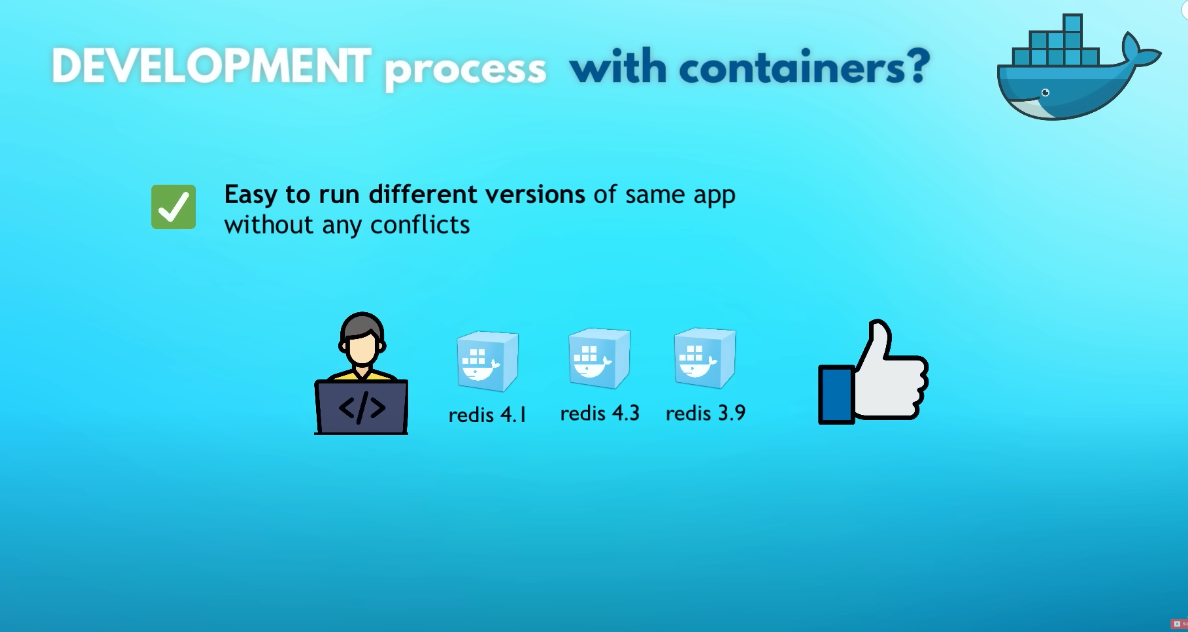 DEVELOPMENT process with containers?
Easy to run different versions of same app
without any conflicts
</>
redis 4.1 redis 4.3 redis 3.9